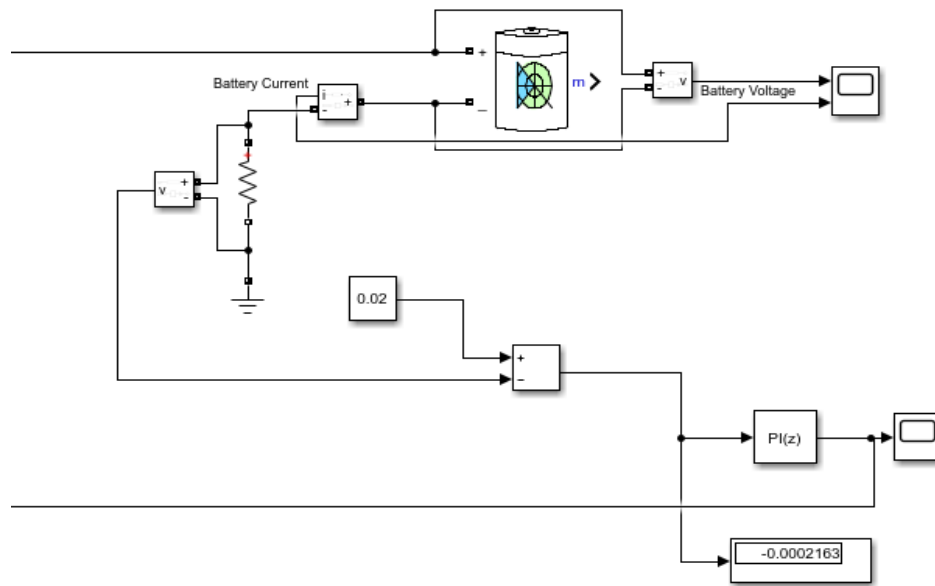 +
m
+
-
v
Battery Voltage
Battery Current
i
-
+
_
v
+
-
+
0.02
+
−
PI(z)
-0.0002163